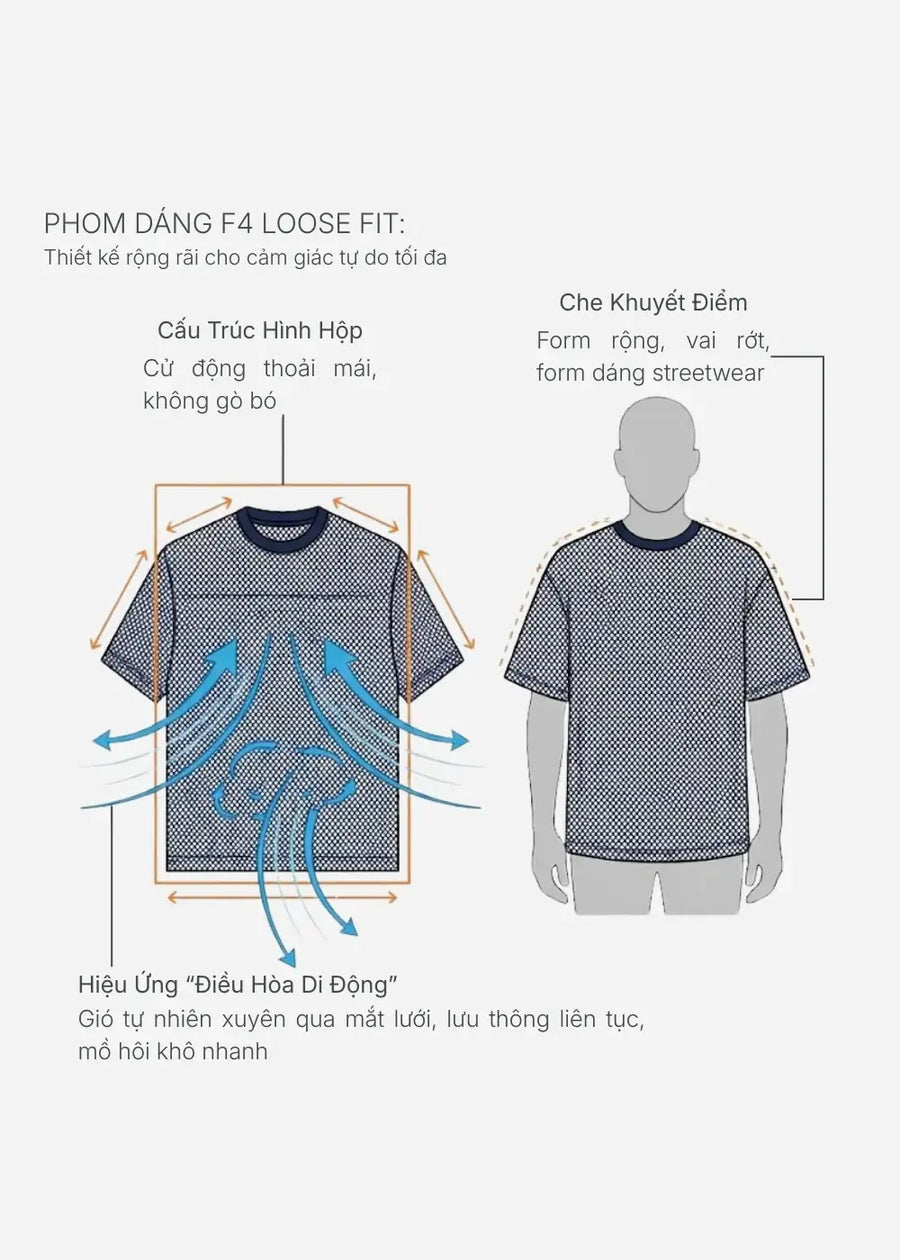 PHOM DÁNG F4 LOOSE FIT:
Thiết kế rộng rãi cho cảm giác tự do tối đa
Cấu Trúc Hình Hộp
Cử động thoải mái,
không gò bó
Che Khuyết Điểm
Form rộng, vai rớt,
form dáng streetwear
Hiệu Ứng “Điều Hòa Di Động”
Gió tự nhiên xuyên qua mắt lưới, lưu thông liên tục,
mồ hôi khô nhanh